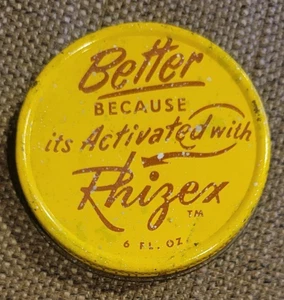 Better
BECAUSE
its Activated with
Rhizex
TM
6 FL. OZ.